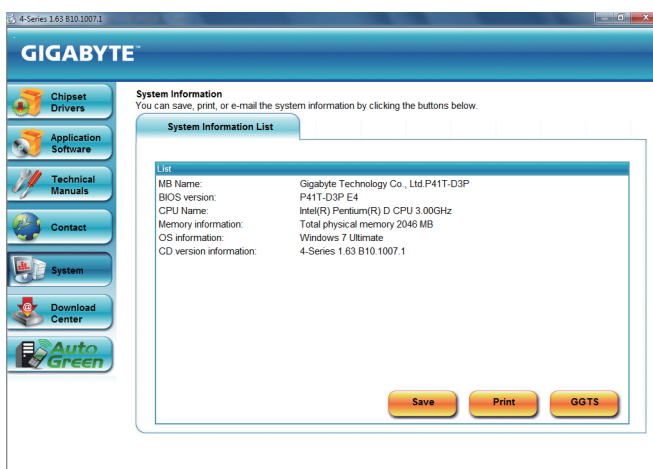 4-Series 1.63 B10.1007.1
GIGABYTE™
Chipset
Drivers
Application
Software
Technical
Manuals
Contact
System
Download
Center
Auto
Green
System Information
You can save, print, or e-mail the system information by clicking the buttons below.
System Information List
List
MB Name: Gigabyte Technology Co., Ltd.P41T-D3P
BIOS version: P41T-D3P E4
CPU Name: Intel(R) Pentium(R) D CPU 3.00GHz
Memory information: Total physical memory 2046 MB
OS information: Windows 7 Ultimate
CD version information: 4-Series 1.63 B10.1007.1
Save Print GGTS